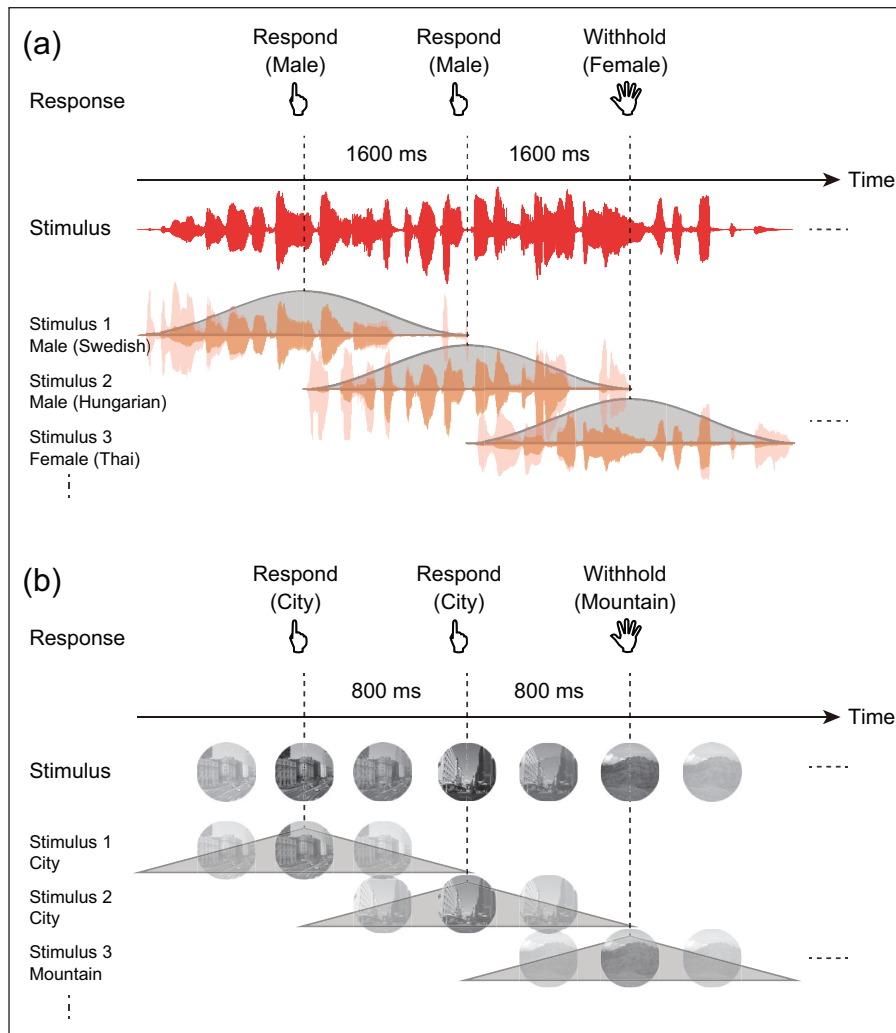 (a)
Respond
(Male)
Respond
(Male)
Withhold
(Female)
Response
1600 ms
1600 ms
Time
Stimulus
Stimulus 1
Male (Swedish)
Stimulus 2
Male (Hungarian)
Stimulus 3
Female (Thai)
(b)
Respond
(City)
Respond
(City)
Withhold
(Mountain)
Response
800 ms
800 ms
Time
Stimulus
Stimulus 1
City
Stimulus 2
City
Stimulus 3
Mountain